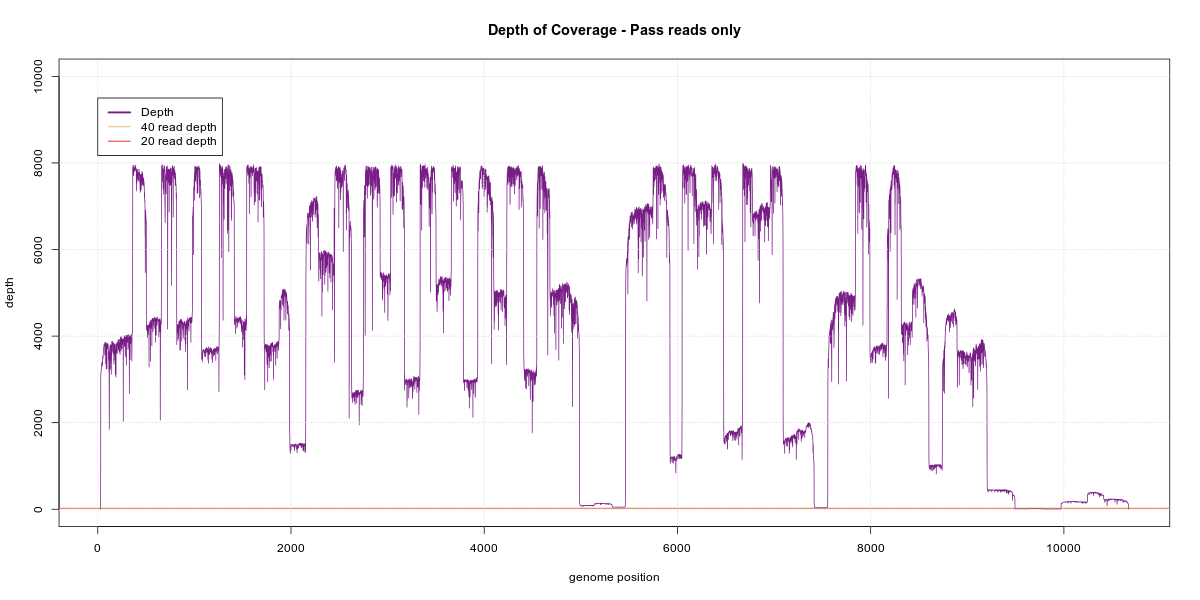 Depth of Coverage - Pass reads only
10000
8000
6000
4000
2000
0
depth
Depth
40 read depth
20 read depth
0 2000 4000 6000 8000 10000
genome position